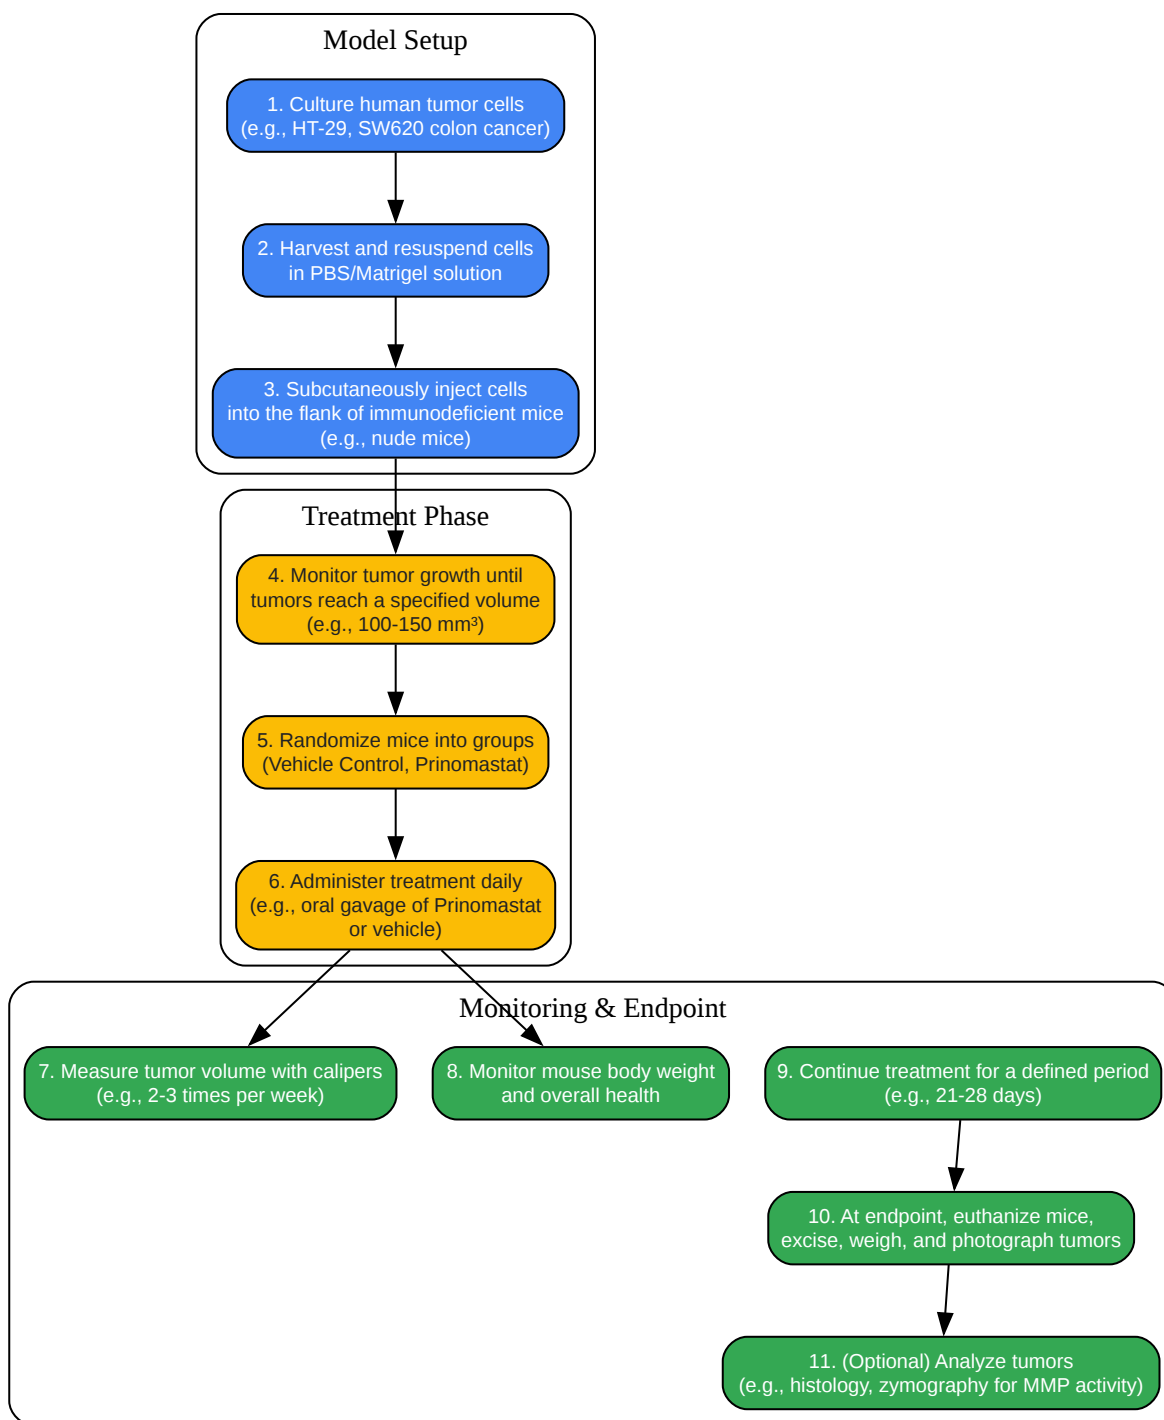 Model Setup
1. Culture human tumor cells
(e.g., HT-29, SW620 colon cancer)
2. Harvest and resuspend cells
in PBS/Matrigel solution
3. Subcutaneously inject cells
into the flank of immunodeficient mice
(e.g., nude mice)
Treatment Phase
4. Monitor tumor growth until
tumors reach a specified volume
(e.g., 100-150 mm³)
5. Randomize mice into groups
(Vehicle Control, Prinomastat)
6. Administer treatment daily
(e.g., oral gavage of Prinomastat
or vehicle)
Monitoring & Endpoint
7. Measure tumor volume with calipers
(e.g., 2-3 times per week)
8. Monitor mouse body weight
and overall health
9. Continue treatment for a defined period
(e.g., 21-28 days)
10. At endpoint, euthanize mice,
excise, weigh, and photograph tumors
11. (Optional) Analyze tumors
(e.g., histology, zymography for MMP activity)